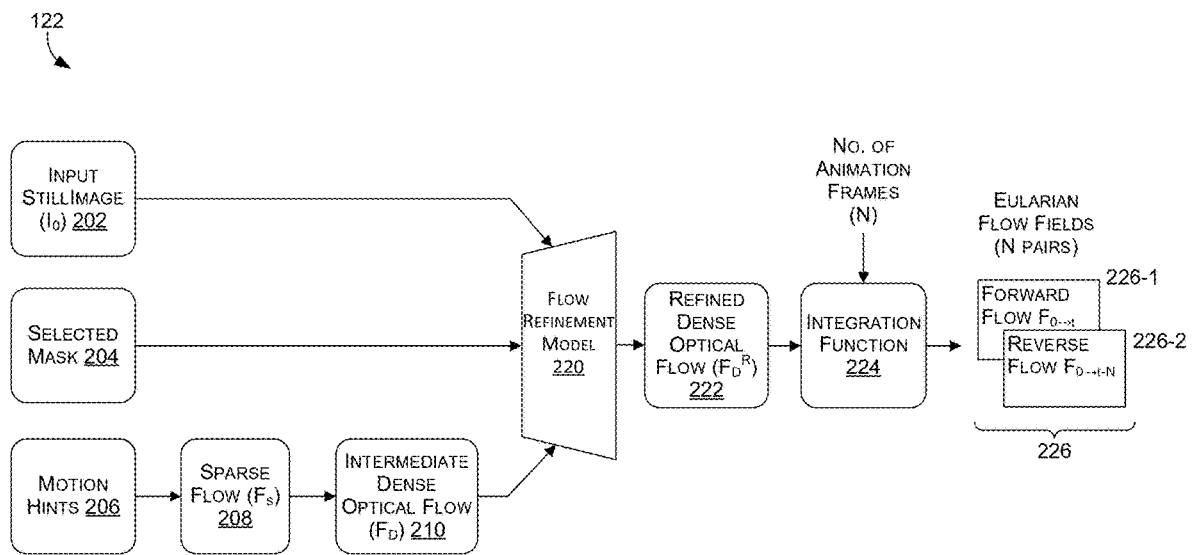 122
INPUT
STILLIMAGE
(I₀) 202
SELECTED
MASK 204
MOTION
HINTS 206
SPARSE
FLOW (Fₛ)
208
INTERMEDIATE
DENSE
OPTICAL FLOW
(F_D) 210
FLOW
REFINEMENT
MODEL
220
REFINED
DENSE
OPTICAL
FLOW (F_D^R)
222
NO. OF
ANIMATION
FRAMES
(N)
INTEGRATION
FUNCTION
224
EULARIAN
FLOW FIELDS
(N PAIRS)
226-1
FORWARD
FLOW F₀→t
226-2
REVERSE
FLOW F₀→t-N
226